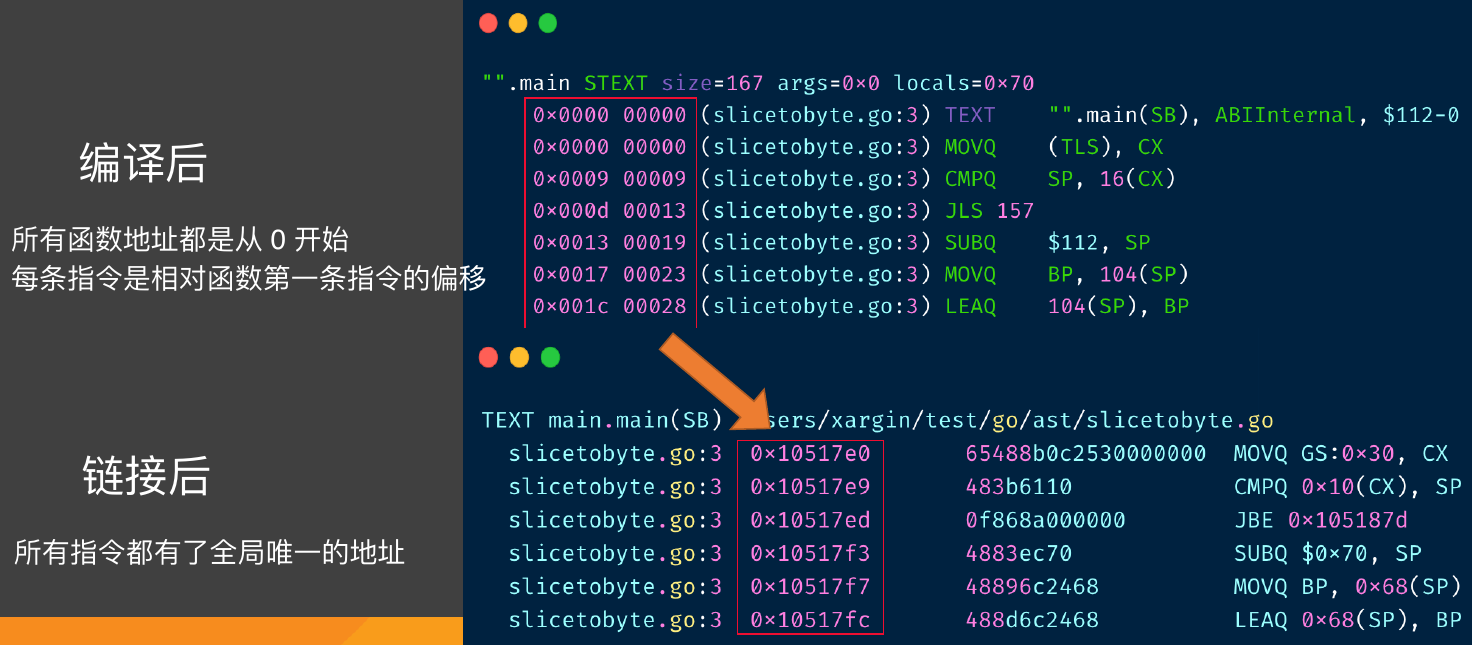 编译后
所有函数地址都是从 0 开始
每条指令是相对函数第一条指令的偏移
"".main STEXT size=167 args=0×0 locals=0×70
0×0000 00000 (slicetobyte.go:3) TEXT "".main(SB), ABIInternal, $112-0
0×0000 00000 (slicetobyte.go:3) MOVQ (TLS), CX
0×0009 00009 (slicetobyte.go:3) CMPQ SP, 16(CX)
0×000d 00013 (slicetobyte.go:3) JLS 157
0×0013 00019 (slicetobyte.go:3) SUBQ $112, SP
0×0017 00023 (slicetobyte.go:3) MOVQ BP, 104(SP)
0×001c 00028 (slicetobyte.go:3) LEAQ 104(SP), BP
链接后
所有指令都有了全局唯一的地址
TEXT main.main(SB) sers/xargin/test/go/ast/slicetobyte.go
slicetobyte.go:3 0×10517e0 65488b0c2530000000 MOVQ GS:0×30, CX
slicetobyte.go:3 0×10517e9 483b6110 CMPQ 0×10(CX), SP
slicetobyte.go:3 0×10517ed 0f868a000000 JBE 0×105187d
slicetobyte.go:3 0×10517f3 4883ec70 SUBQ $0×70, SP
slicetobyte.go:3 0×10517f7 48896c2468 MOVQ BP, 0×68(SP)
slicetobyte.go:3 0×10517fc 488d6c2468 LEAQ 0×68(SP), BP